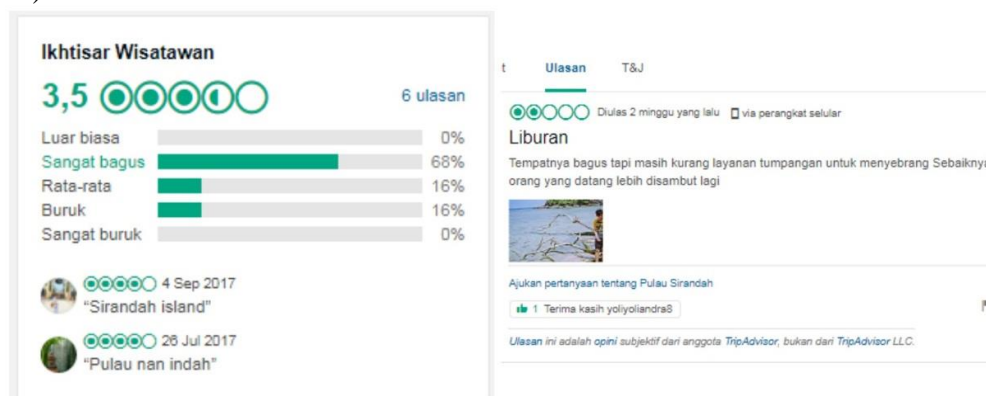 Ikhtisar Wisatawan
3,5
6 ulasan
Luar biasa 0%
Sangat bagus 68%
Rata-rata 16%
Buruk 16%
Sangat buruk 0%
4 Sep 2017
“Sirandah island”
26 Jul 2017
“Pulau nan indah”
t Ulasan T&J
Diulas 2 minggu yang lalu via perangkat selular
Liburan
Tempatnya bagus tapi masih kurang layanan tumpangan untuk menyebrang Sebaiknya
orang yang datang lebih disambut lagi
Ajukan pertanyaan tentang Pulau Sirandah
1 Terima kasih yoliyoliandra8
Ulasan ini adalah opini subjektif dari anggota TripAdvisor, bukan dari TripAdvisor LLC.